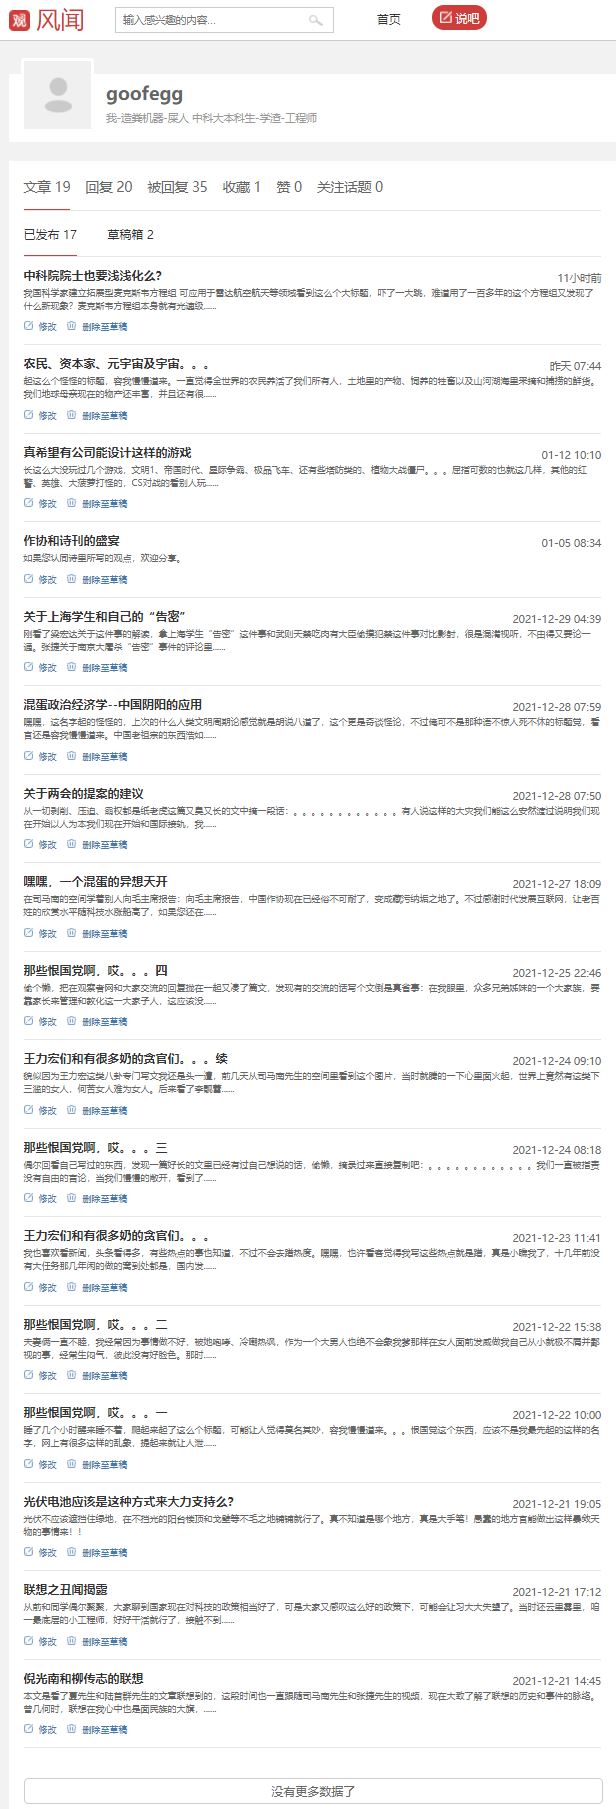 观 风闻
输入感兴趣的内容...
首页
说吧
goofegg
我-造粪机器-屎人 中科大本科生-学渣-工程师
文章 19 回复 20 被回复 35 收藏 1 赞 0 关注话题 0
已发布 17 草稿箱 2
中科院院士也要浅浅化么?
11小时前
我国科学家建立拓展型麦克斯韦方程组 可应用于雷达航空航天等领域看到这么个大标题，吓了一大跳，难道用了一百多年的这个方程组又发现了
什么新现象？麦克斯韦方程组本身就有光速级......
修改 删除至草稿
农民、资本家、元宇宙及宇宙。。。
昨天 07:44
起这么个怪怪的标题，容我慢慢道来。一直觉得全世界的农民养活了我们所有人，土地里的产物、饲养的牲畜以及山河湖海里采摘和捕捞的鲜货。
我们地球母亲现在的物产还丰富，并且还有很......
修改 删除至草稿
真希望有公司能设计这样的游戏
01-12 10:10
长这么大没玩过几个游戏，文明1、帝国时代、星际争霸、极品飞车、还有些塔防类的、植物大战僵尸。。。屈指可数的也就这几样，其他的红
警、英雄、大菠萝打怪的，CS对战的看别人玩......
修改 删除至草稿
作协和诗刊的盛宴
01-05 08:34
如果您认同诗里所写的观点，欢迎分享。
修改 删除至草稿
关于上海学生和自己的“告密”
2021-12-29 04:39
刚看了梁宏达关于这件事的解读，拿上海学生“告密”这件事和武则天禁吃肉有大臣偷摸犯禁这件事对比影射，很是混淆视听，不由得又要论一
通。张捷关于南京大屠杀“告密”事件的评论里......
修改 删除至草稿
混蛋政治经济学--中国阴阳的应用
2021-12-28 07:59
嘿嘿，这名字起的怪怪的，上次的什么人类文明周期论感觉就是胡说八道了，这个更是奇谈怪论，不过俺可不是那种语不惊人死不休的标题党，看
官还是容我慢慢道来。中国老祖宗的东西浩如......
修改 删除至草稿
关于两会的提案的建议
2021-12-28 07:50
从一切剥削、压迫、霸权都是纸老虎这篇又臭又长的文中摘一段话：。。。。。。。。。。。。有人说这样的大灾我们能这么安然渡过说明我们现
在开始以人为本我们现在开始和国际接轨，我......
修改 删除至草稿
嘿嘿，一个混蛋的异想天开
2021-12-27 18:09
在司马南的空间学着别人向毛主席报告：向毛主席报告，中国作协现在已经俗不可耐了，变成藏污纳垢之地了。不过感谢时代发展互联网，让老百
姓的欣赏水平随科技水涨船高了，如果您还在......
修改 删除至草稿
那些恨国党啊，哎。。。四
2021-12-25 22:46
偷个懒，把在观察者网和大家交流的回复拢在一起又凑了篇文，发现有的交流的话写个文倒是真省事：在我眼里，众多兄弟姊妹的一个大家族，要
靠家长来管理和教化这一大家子人，这应该没......
修改 删除至草稿
王力宏们和有很多奶的贪官们。。。续
2021-12-24 09:10
貌似因为王力宏这类八卦专门写文我还是头一遭，前几天从司马南先生的空间里看到这个图片，当时就腾的一下心里面火起，世界上竟然有这类下
三滥的女人，何苦女人难为女人。后来看了李靓蕾......
修改 删除至草稿
那些恨国党啊，哎。。。三
2021-12-24 08:18
偶尔回看自己写过的东西，发现一篇好长的文里已经有过自己想说的话，偷懒，摘录过来直接复制吧：。。。。。。。。。。。。我们一直被指责
没有自由的言论，当我们慢慢的敞开，看到了......
修改 删除至草稿
王力宏们和有很多奶的贪官们。。。
2021-12-23 11:41
我也喜欢看新闻，头条看得多，有些热点的事也知道，不过不会去蹭热度。嘿嘿，也许看客觉得我写这些热点就是蹭，真是小瞧我了，十几年前没
有大任务那几年闲的做的窝到处都是，国内发......
修改 删除至草稿
那些恨国党啊，哎。。。二
2021-12-22 15:38
夫妻俩一直不睦，我经常因为事情做不好，被她咆哮、冷嘲热讽，作为一个大男人也绝不会象我爹那样在女人面前发威做我自己从小就极不屑并鄙
视的事，经常生闷气，彼此没有好脸色。那时......
修改 删除至草稿
那些恨国党啊，哎。。。一
2021-12-22 10:00
睡了几个小时醒来睡不着，爬起来起了这么个标题，可能让人觉得莫名其妙，容我慢慢道来。。。恨国党这个东西，应该不是我最先起的这样的名
字，网上有很多这样的乱象，提起来就让人泄......
修改 删除至草稿
光伏电池应该是这种方式来大力支持么?
2021-12-21 19:05
光伏不应该遮挡住绿地，在不挡光的阳台楼顶和戈壁等不毛之地铺铺就行了。真不知道是哪个地方，真是大手笔！愚蠢的地方官能做出这样暴殄天
物的事情来！！
修改 删除至草稿
联想之丑闻揭露
2021-12-21 17:12
从前和同学偶尔聚聚，大家聊到国家现在对科技的政策相当好了，可是大家又感叹这么好的政策下，可能会让习大大失望了。当时还云里雾里，咱
一最底层的小工程师，好好干活就行了，接触不到......
修改 删除至草稿
倪光南和柳传志的联想
2021-12-21 14:45
本文是看了夏先生和陆首群先生的文章联想到的，这段时间也一直跟随司马南先生和张捷先生的视频，现在大致了解了联想的历史和事件的脉络。
曾几何时，联想在我心中也是面民族的大旗，......
修改 删除至草稿
没有更多数据了